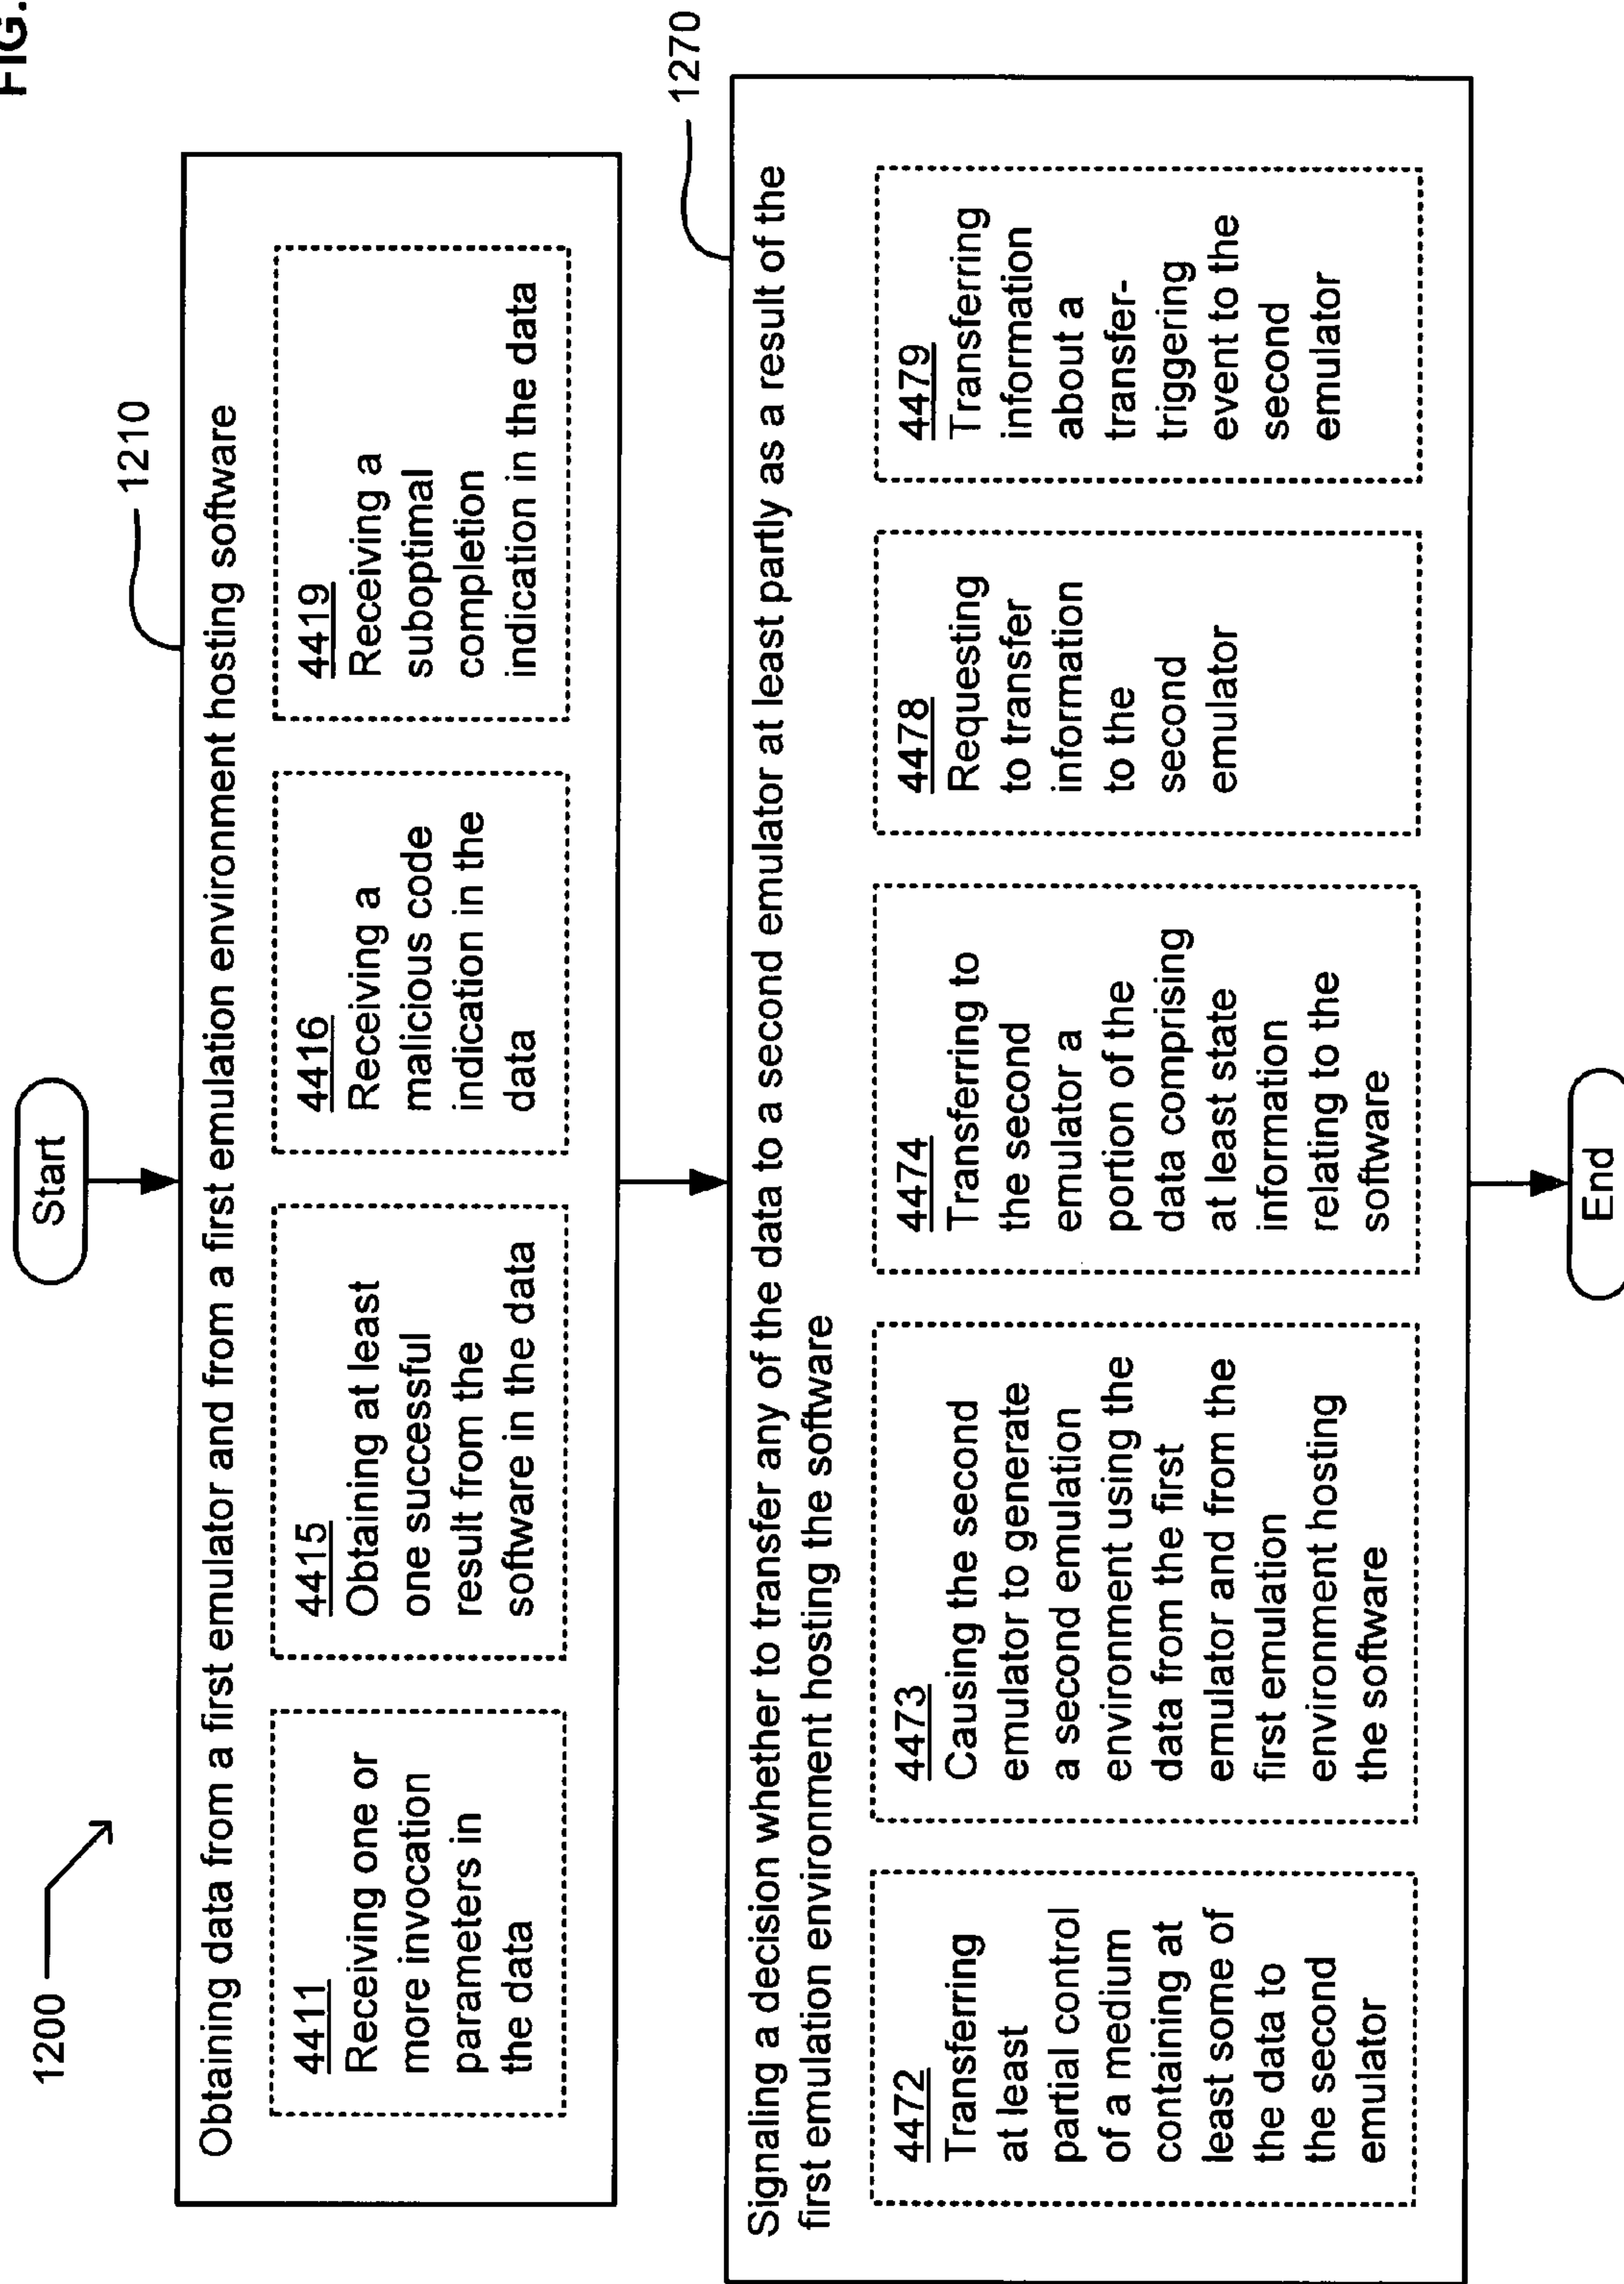 FIG.
1200
Start
1210
Obtaining data from a first emulator and from a first emulation environment hosting software
4411
Receiving one or
more invocation
parameters in
the data
4415
Obtaining at least
one successful
result from the
software in the data
4416
Receiving a
malicious code
indication in the
data
4419
Receiving a
suboptimal
completion
indication in the data
1270
Signaling a decision whether to transfer any of the data to a second emulator at least partly as a result of the
first emulation environment hosting the software
4472
Transferring
at least
partial control
of a medium
containing at
least some of
the data to
the second
emulator
4473
Causing the second
emulator to generate
a second emulation
environment using the
data from the first
emulator and from the
first emulation
environment hosting
the software
4474
Transferring to
the second
emulator a
portion of the
data comprising
at least state
information
relating to the
software
4478
Requesting
to transfer
information
to the
second
emulator
4479
Transferring
information
about a
transfer-
triggering
event to the
second
emulator
End